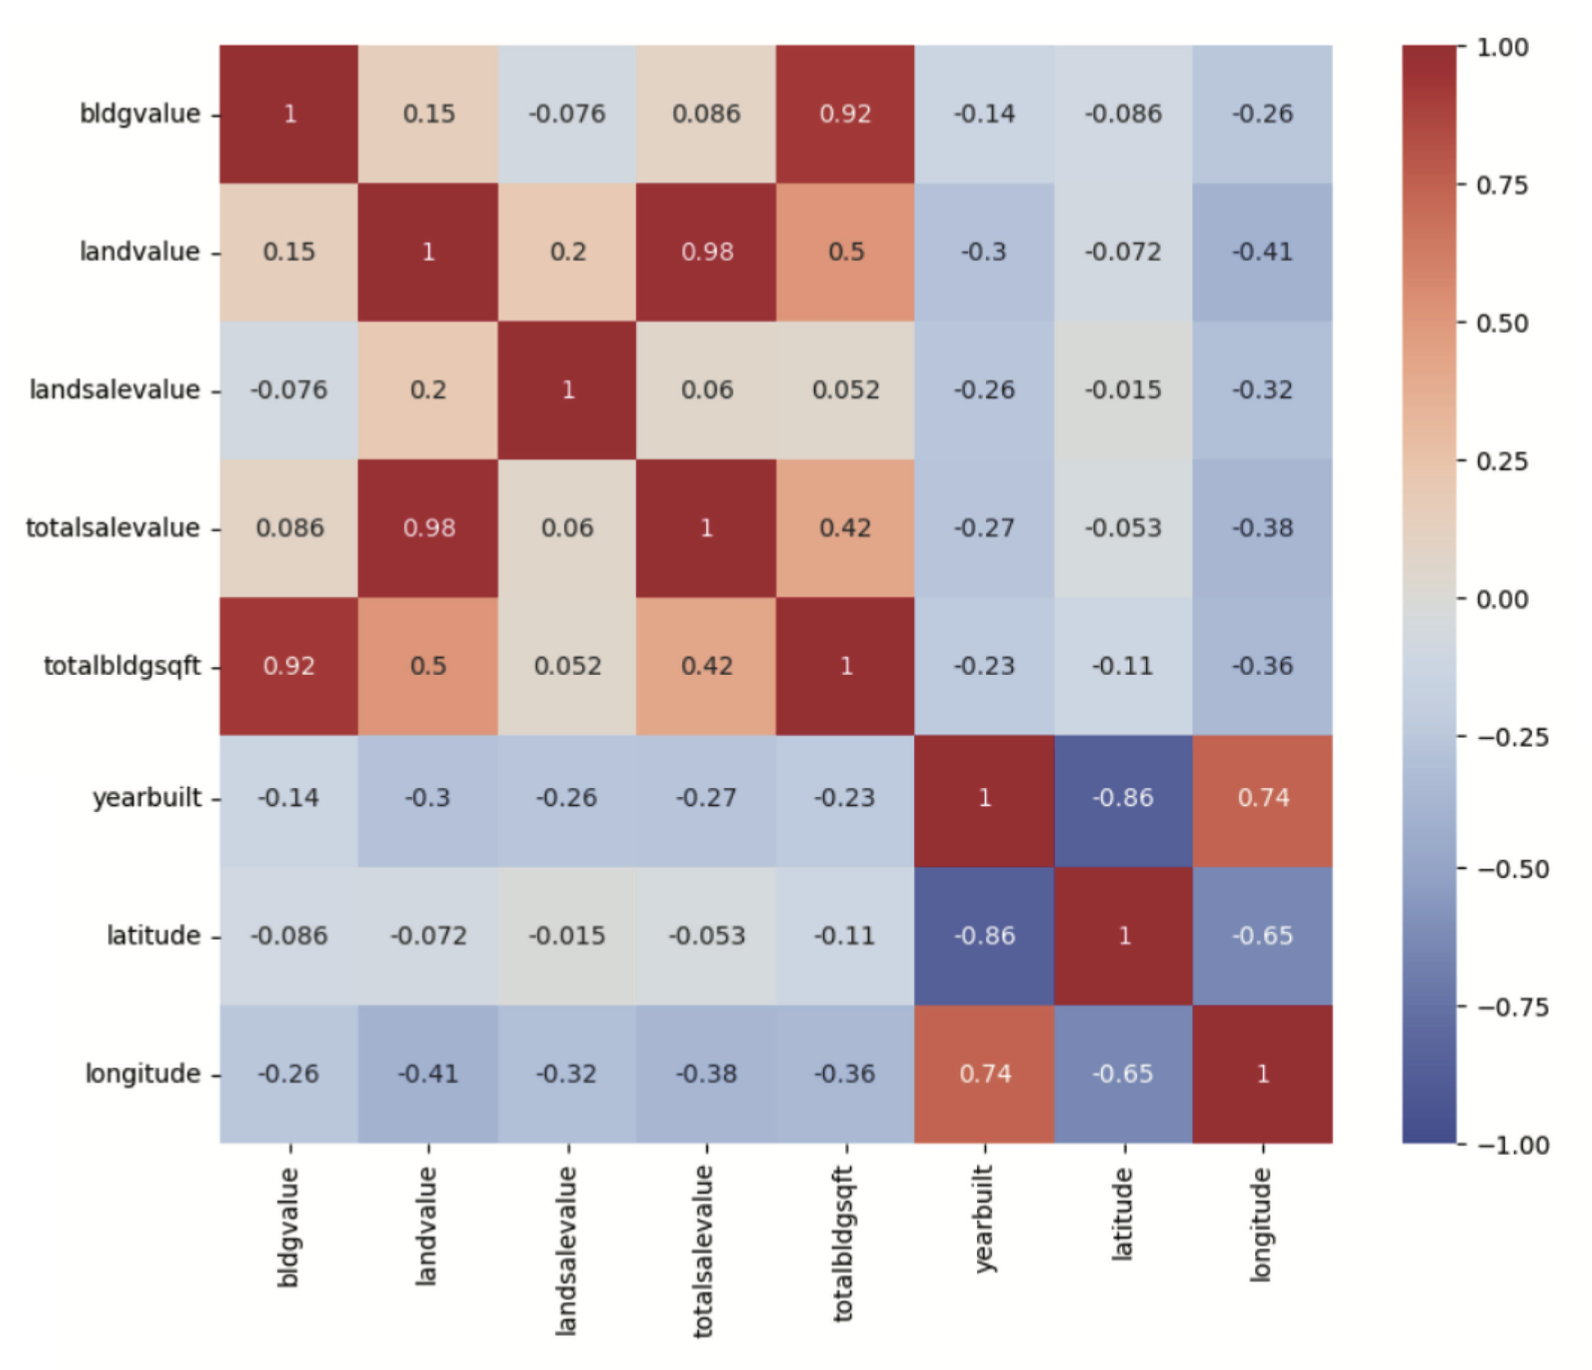 bldgvalue 1 0.15 -0.076 0.086 0.92 -0.14 -0.086 -0.26
landvalue 0.15 1 0.2 0.98 0.5 -0.3 -0.072 -0.41
landsalevalue -0.076 0.2 1 0.06 0.052 -0.26 -0.015 -0.32
totalsalevalue 0.086 0.98 0.06 1 0.42 -0.27 -0.053 -0.38
totalbldgsqft 0.92 0.5 0.052 0.42 1 -0.23 -0.11 -0.36
yearbuilt -0.14 -0.3 -0.26 -0.27 -0.23 1 -0.86 0.74
latitude -0.086 -0.072 -0.015 -0.053 -0.11 -0.86 1 -0.65
longitude -0.26 -0.41 -0.32 -0.38 -0.36 0.74 -0.65 1
bldgvalue
landvalue
landsalevalue
totalsalevalue
totalbldgsqft
yearbuilt
latitude
longitude
1.00
0.75
0.50
0.25
0.00
−0.25
−0.50
−0.75
−1.00